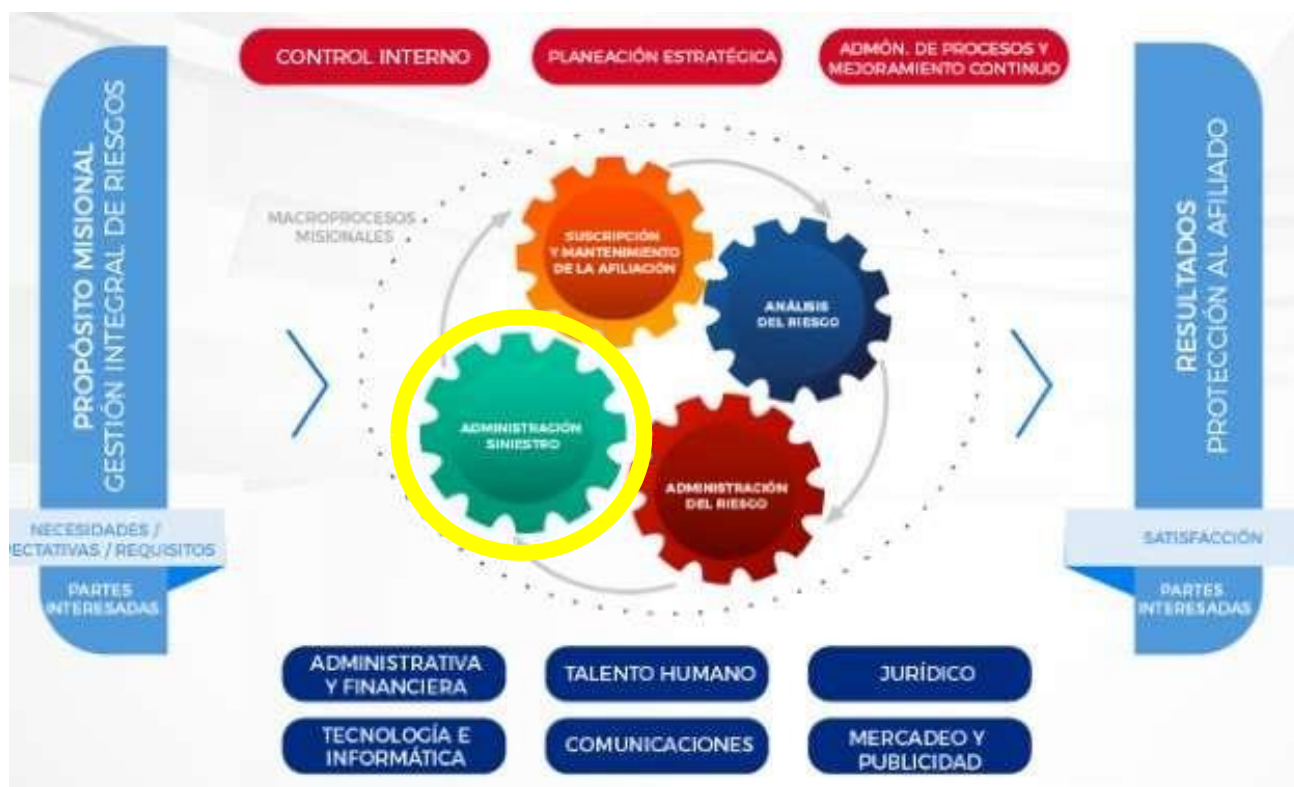 CONTROL INTERNO
PLANEACIÓN ESTRATÉGICA
ADMÓN. DE PROCESOS Y
MEJORAMIENTO CONTINUO
PROPÓSITO MISIONAL
GESTIÓN INTEGRAL DE RIESGOS
NECESIDADES /
ECTATIVAS / REQUISITOS
PARTES
INTERESADAS
MACROPROCESOS
MISIONALES
SUSCRIPCIÓN
Y MANTENIMIENTO
DE LA AFILIACIÓN
ANÁLISIS
DEL RIESGO
ADMINISTRACIÓN
SINIESTRO
ADMINISTRACIÓN
DEL RIESGO
RESULTADOS
PROTECCIÓN AL AFILIADO
SATISFACCIÓN
PARTES
INTERESADAS
ADMINISTRATIVA
Y FINANCIERA
TALENTO HUMANO
JURÍDICO
TECNOLOGÍA E
INFORMÁTICA
COMUNICACIONES
MERCADEO Y
PUBLICIDAD